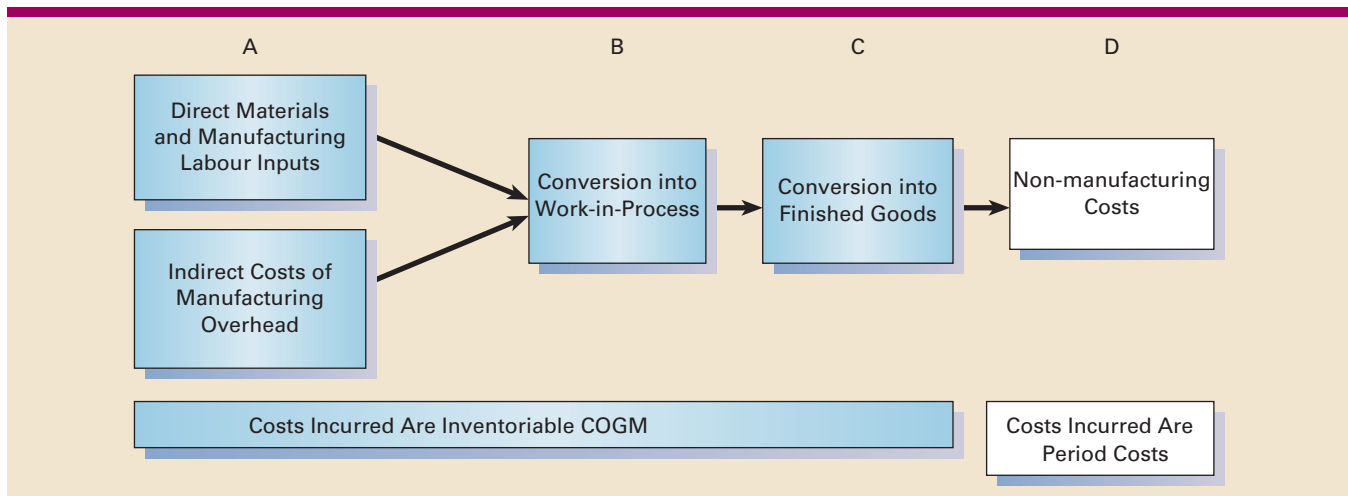 A
B
C
D
Direct Materials
and Manufacturing
Labour Inputs
Indirect Costs of
Manufacturing
Overhead
Conversion into
Work-in-Process
Conversion into
Finished Goods
Non-manufacturing
Costs
Costs Incurred Are Inventoriable COGM
Costs Incurred Are
Period Costs